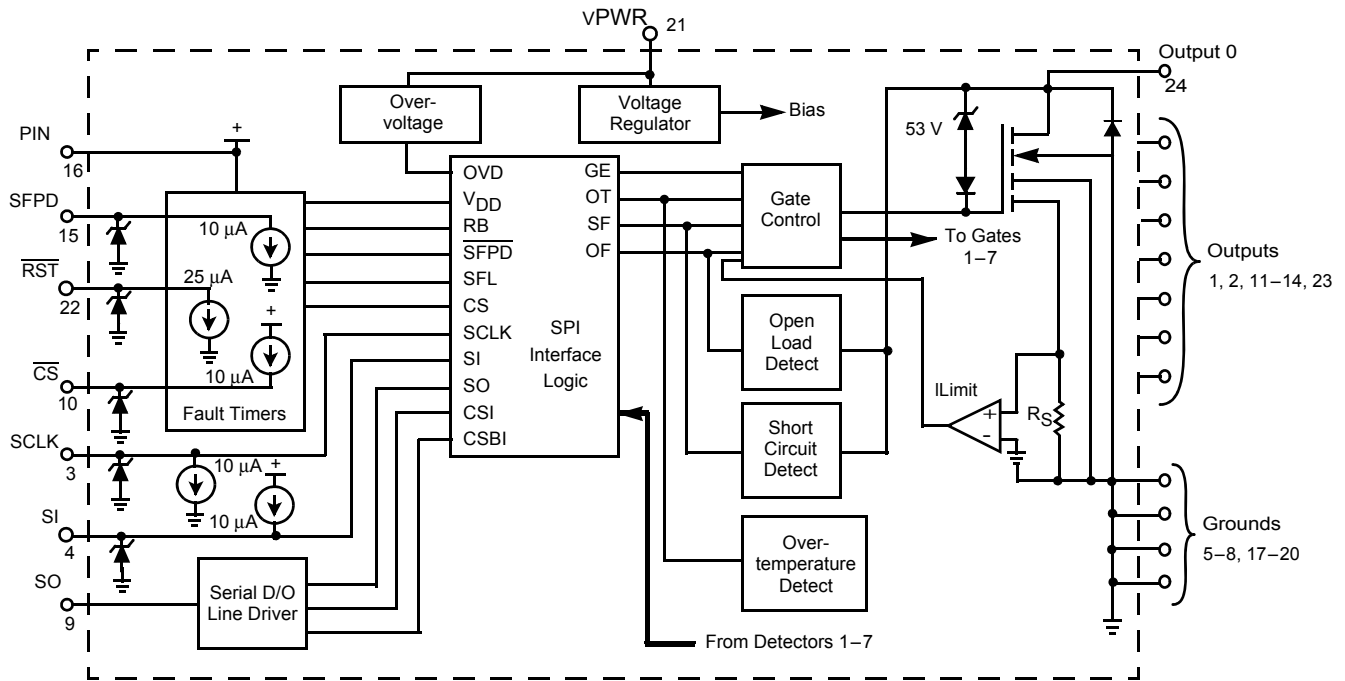 VPWR
21
Output 0
24
Over-
voltage
Voltage
Regulator
Bias
53 V
PIN
16
+
OVD
VDD
RB
SFPD
SFL
CS
SCLK
SI
SO
CSI
CSBI
GE
OT
SF
OF
SPI
Interface
Logic
Gate
Control
To Gates
1–7
SFPD
15
10 µA
RST
22
25 µA
+
10 µA
CS
10
Fault Timers
Outputs
1, 2, 11–14, 23
Open
Load
Detect
ILimit
+
-
RS
Short
Circuit
Detect
SCLK
3
10 µA
+
10 µA
SI
4
Over-
temperature
Detect
Grounds
5–8, 17–20
SO
9
Serial D/O
Line Driver
From Detectors 1–7